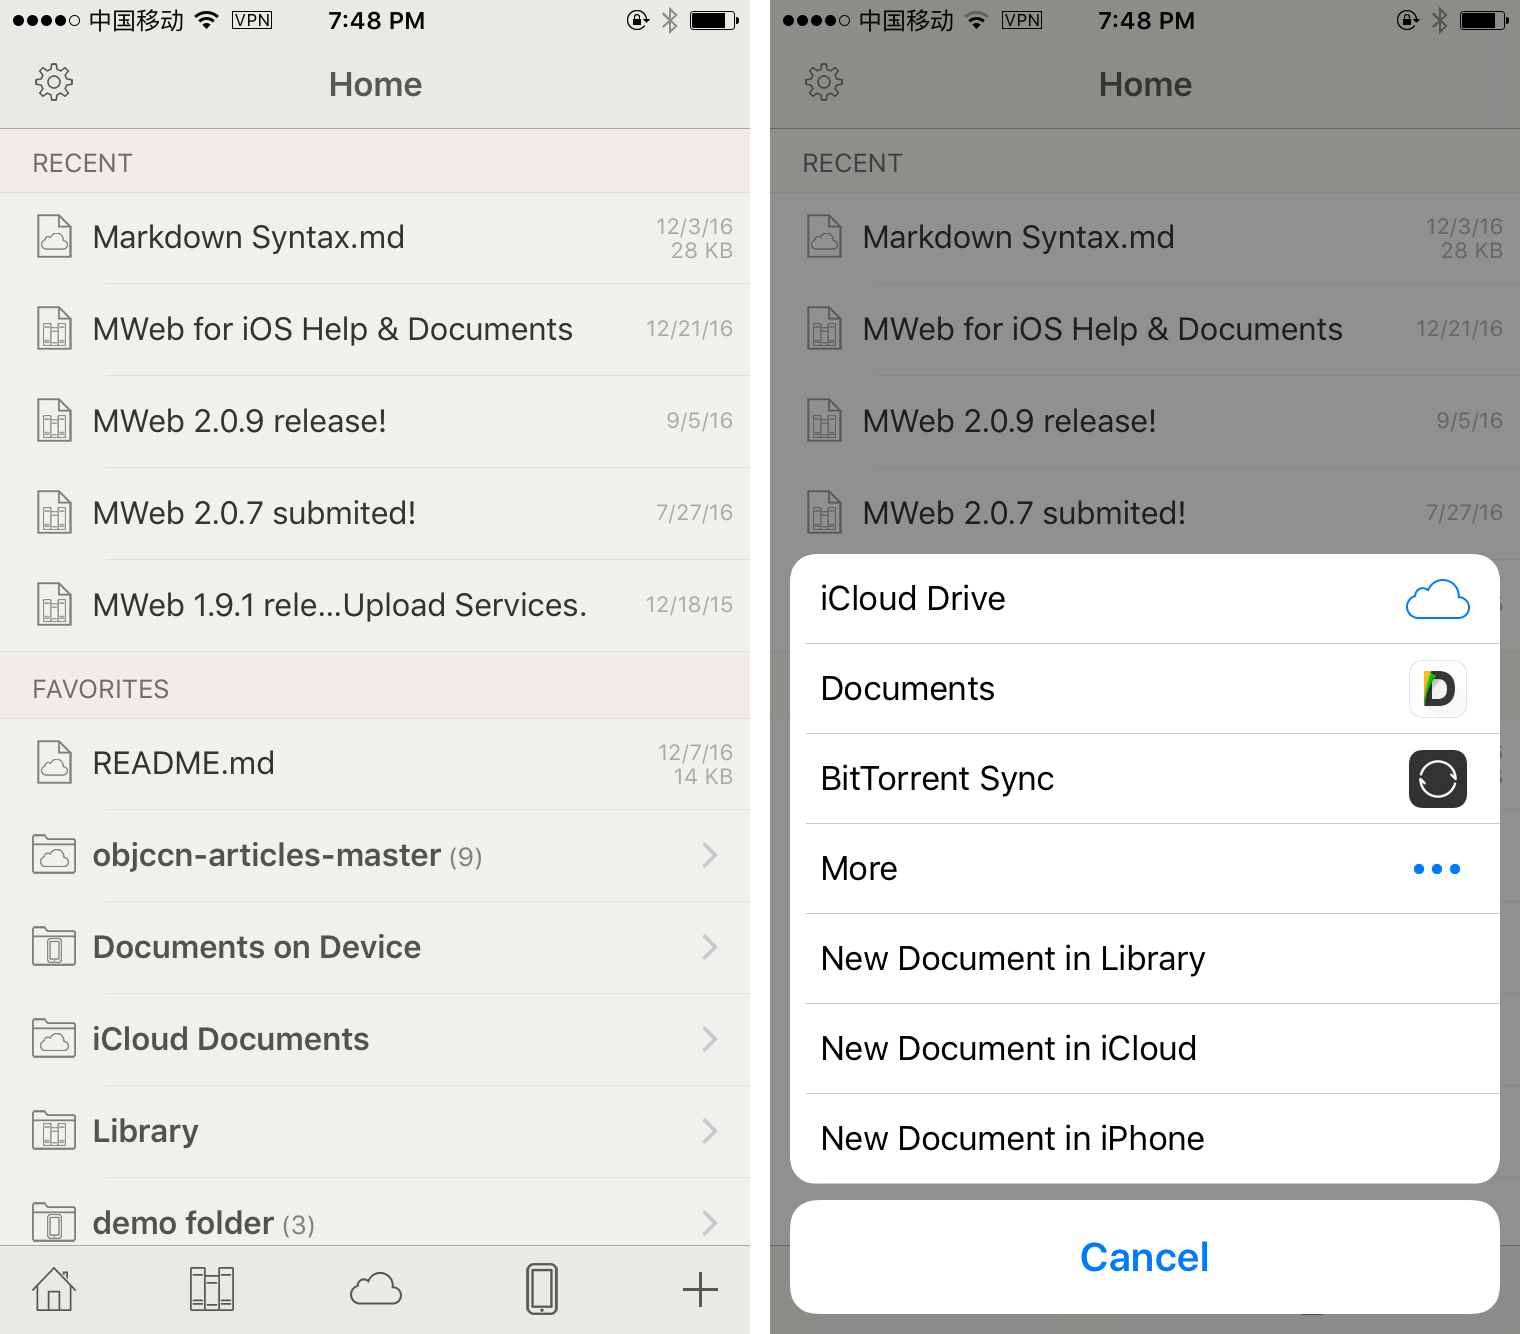 中国移动 VPN 7:48 PM
Home
RECENT
Markdown Syntax.md 12/3/16
28 KB
MWeb for iOS Help & Documents 12/21/16
MWeb 2.0.9 release! 9/5/16
MWeb 2.0.7 submited! 7/27/16
MWeb 1.9.1 rele...Upload Services. 12/18/15
FAVORITES
README.md 12/7/16
14 KB
objccn-articles-master (9)
Documents on Device
iCloud Documents
Library
demo folder (3)
中国移动 VPN 7:48 PM
Home
RECENT
Markdown Syntax.md 12/3/16
28 KB
MWeb for iOS Help & Documents 12/21/16
MWeb 2.0.9 release! 9/5/16
MWeb 2.0.7 submited! 7/27/16
iCloud Drive
Documents D
BitTorrent Sync
More
New Document in Library
New Document in iCloud
New Document in iPhone
Cancel